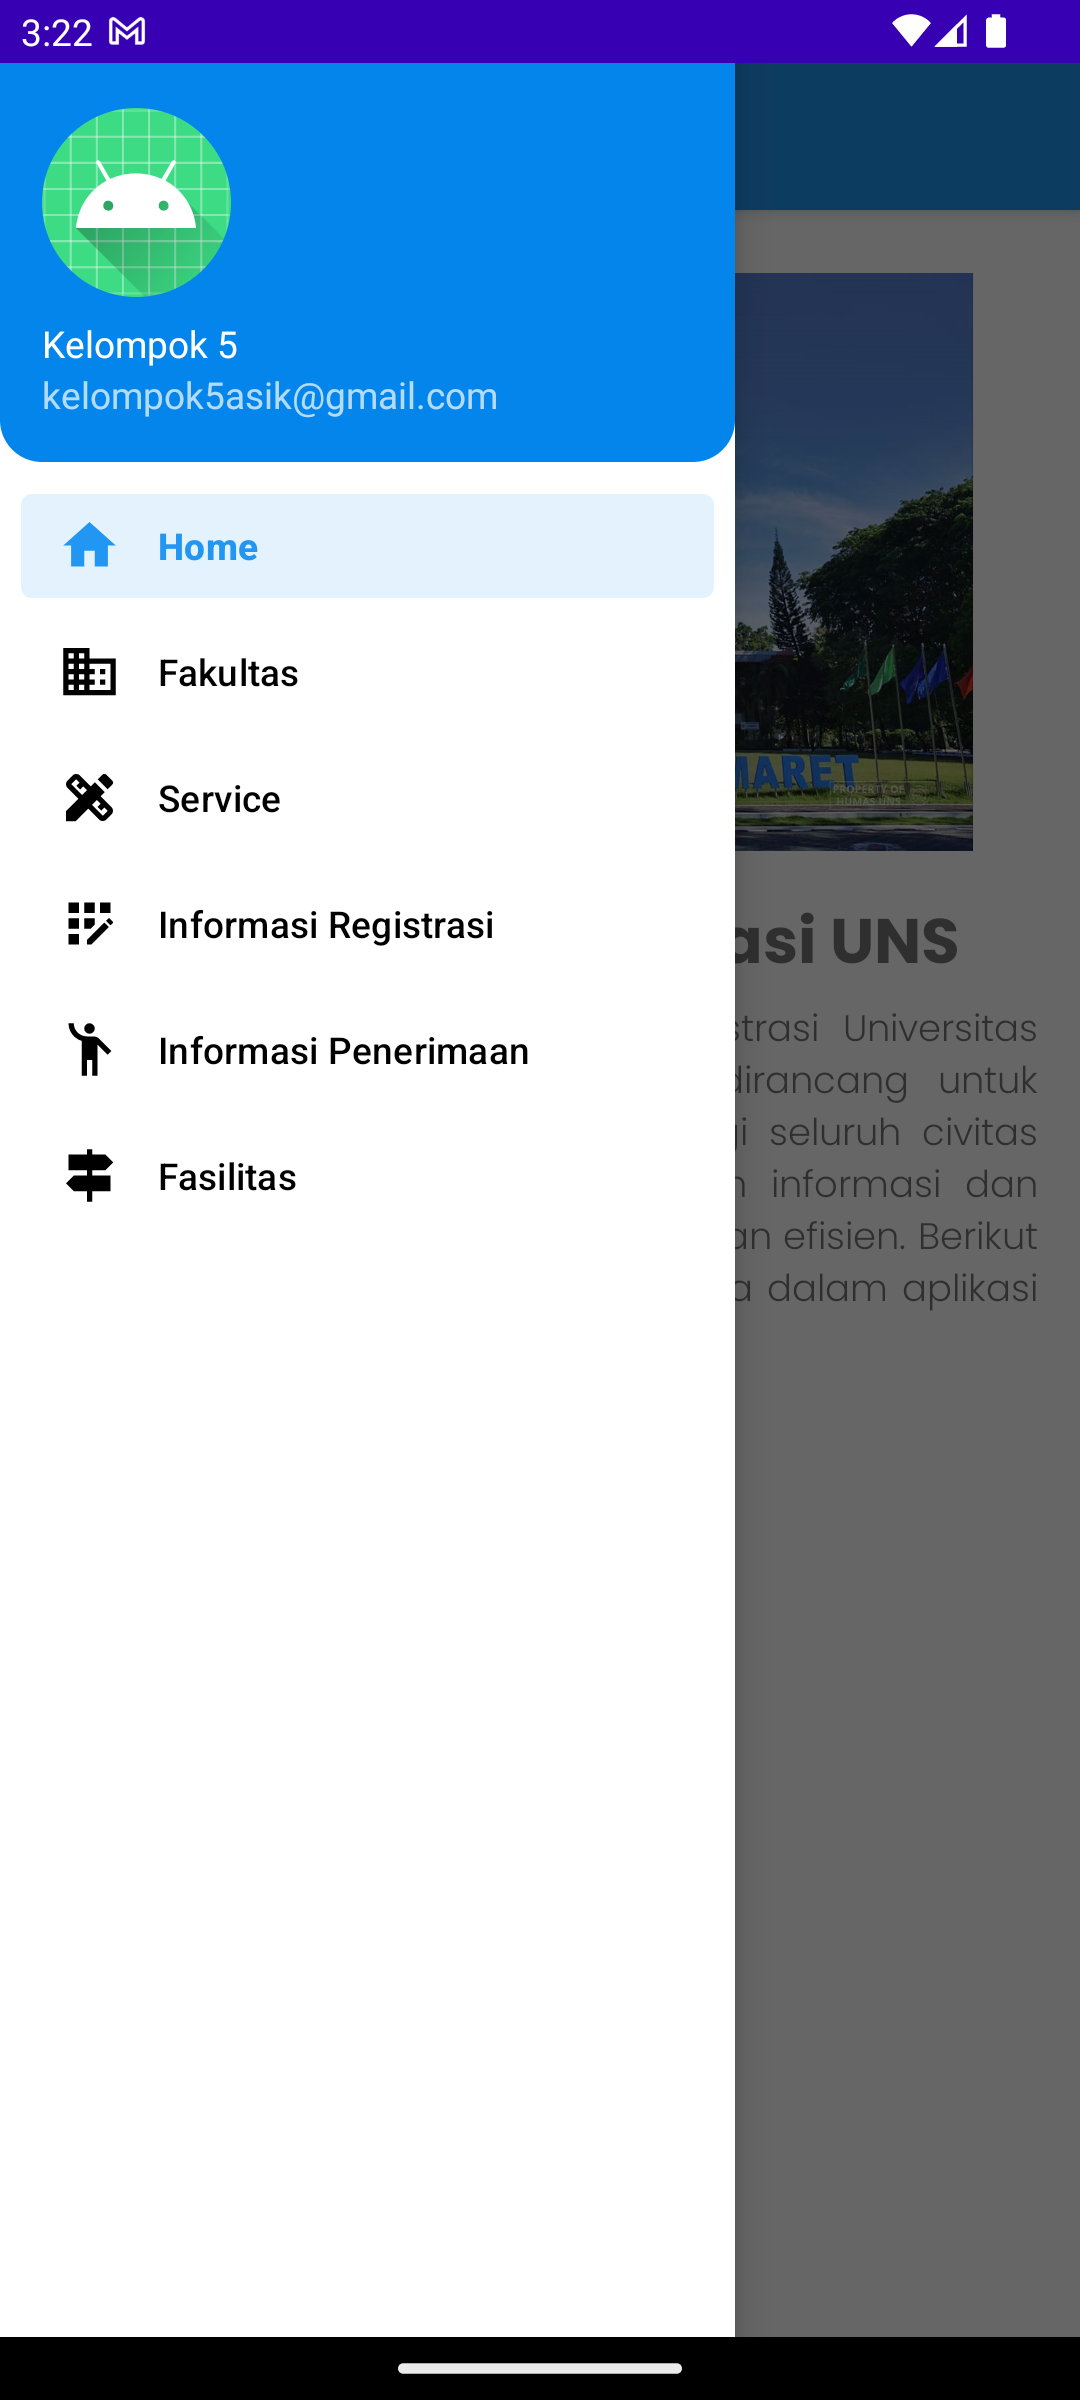 3:22
Kelompok 5
kelompok5asik@gmail.com
Home
Fakultas
Service
Informasi Registrasi
Informasi Penerimaan
Fasilitas
MARET
PROPERTY OF
HUMAS UNS
asi UNS
strasi Universitas
dirancang untuk
gi seluruh civitas
n informasi dan
an efisien. Berikut
a dalam aplikasi